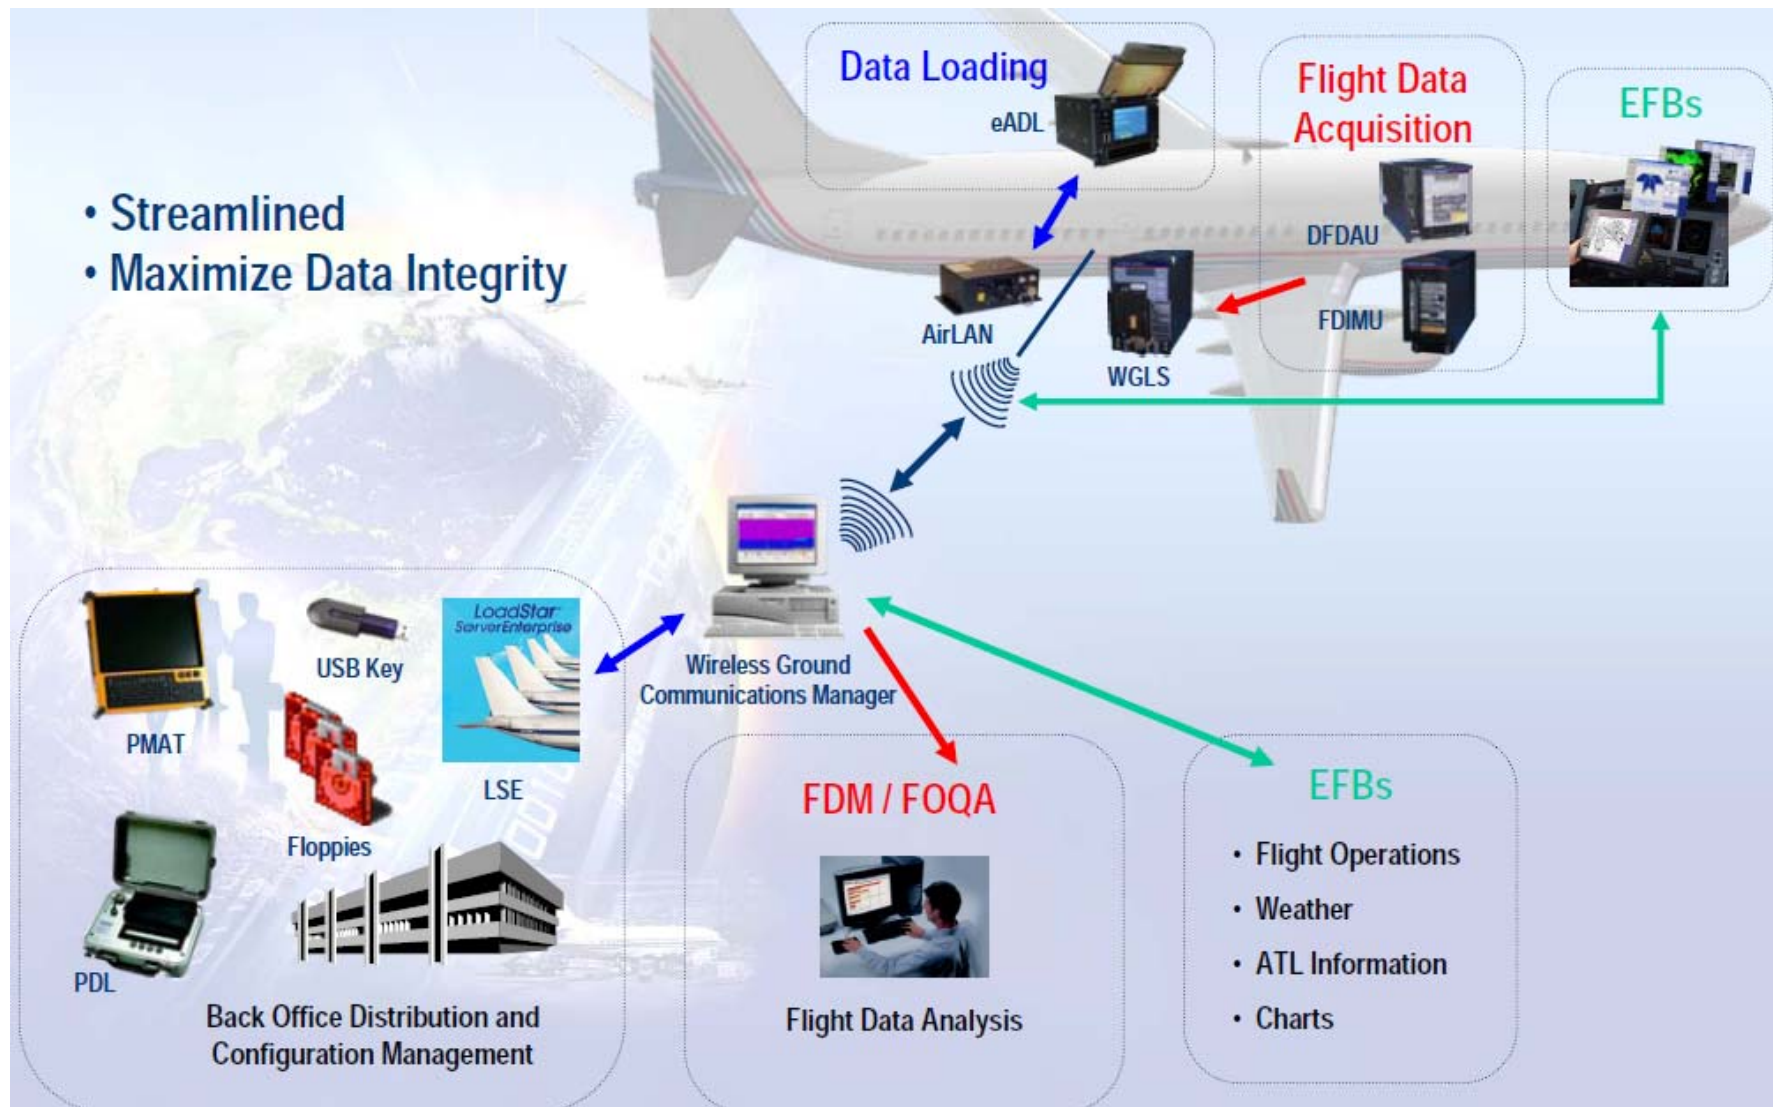 Data Loading
eADL
Flight Data
Acquisition
DFDAU
FDIMU
EFBs
• Streamlined
• Maximize Data Integrity
AirLAN
WGLS
Wireless Ground
Communications Manager
PMAT
USB Key
LoadStar
ServerEnterprise
LSE
Floppies
PDL
Back Office Distribution and
Configuration Management
FDM / FOQA
Flight Data Analysis
EFBs
• Flight Operations
• Weather
• ATL Information
• Charts